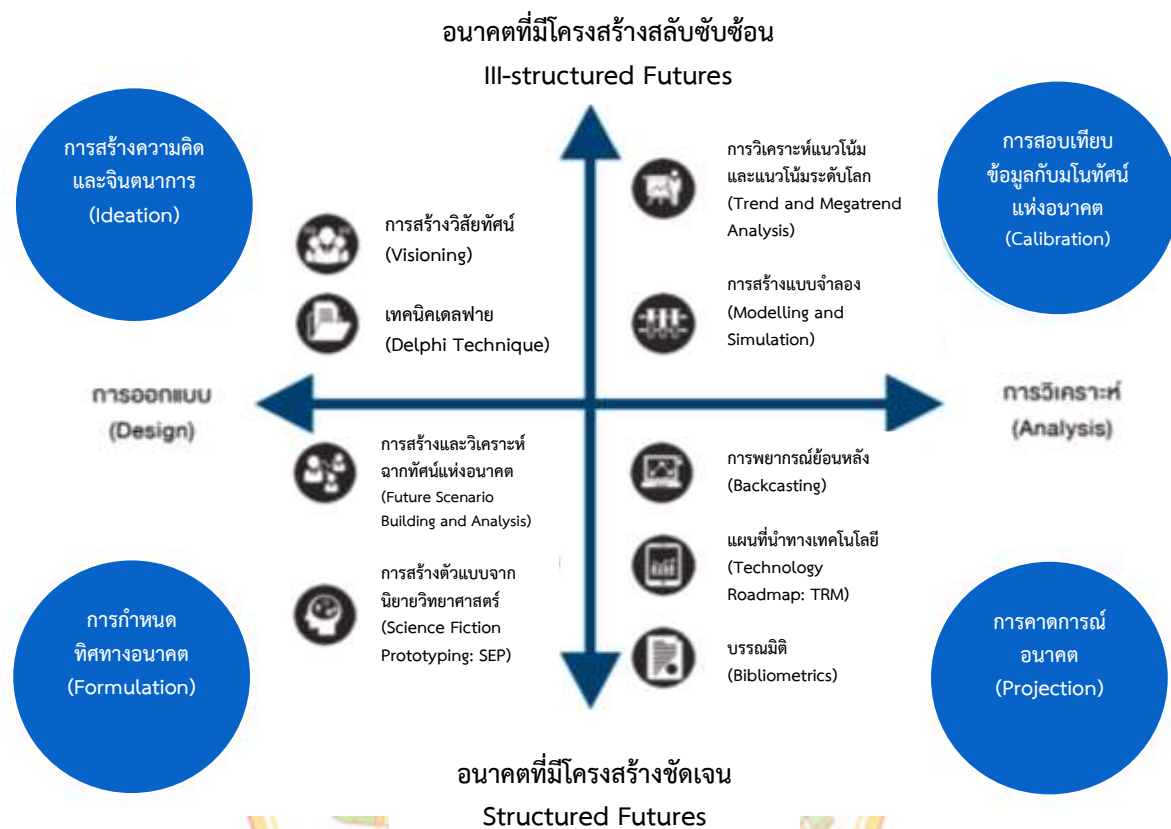 อนาคตที่มีโครงสร้างสลับซับซ้อน
III-structured Futures
การสร้างความคิด
และจินตนาการ
(Ideation)
การสร้างวิสัยทัศน์
(Visioning)
เทคนิคเดลฟาย
(Delphi Technique)
การวิเคราะห์แนวโน้ม
และแนวโน้มระดับโลก
(Trend and Megatrend
Analysis)
การสร้างแบบจำลอง
(Modelling and
Simulation)
การสอบเทียบ
ข้อมูลกับมโนทัศน์
แห่งอนาคต
(Calibration)
การออกแบบ
(Design)
การวิเคราะห์
(Analysis)
การสร้างและวิเคราะห์
ฉากทัศน์แห่งอนาคต
(Future Scenario
Building and Analysis)
การสร้างตัวแบบจาก
นิยายวิทยาศาสตร์
(Science Fiction
Prototyping: SEP)
การกำหนด
ทิศทางอนาคต
(Formulation)
การพยากรณ์ย้อนหลัง
(Backcasting)
แผนที่นำทางเทคโนโลยี
(Technology
Roadmap: TRM)
บรรณมิติ
(Bibliometrics)
การคาดการณ์
อนาคต
(Projection)
อนาคตที่มีโครงสร้างชัดเจน
Structured Futures